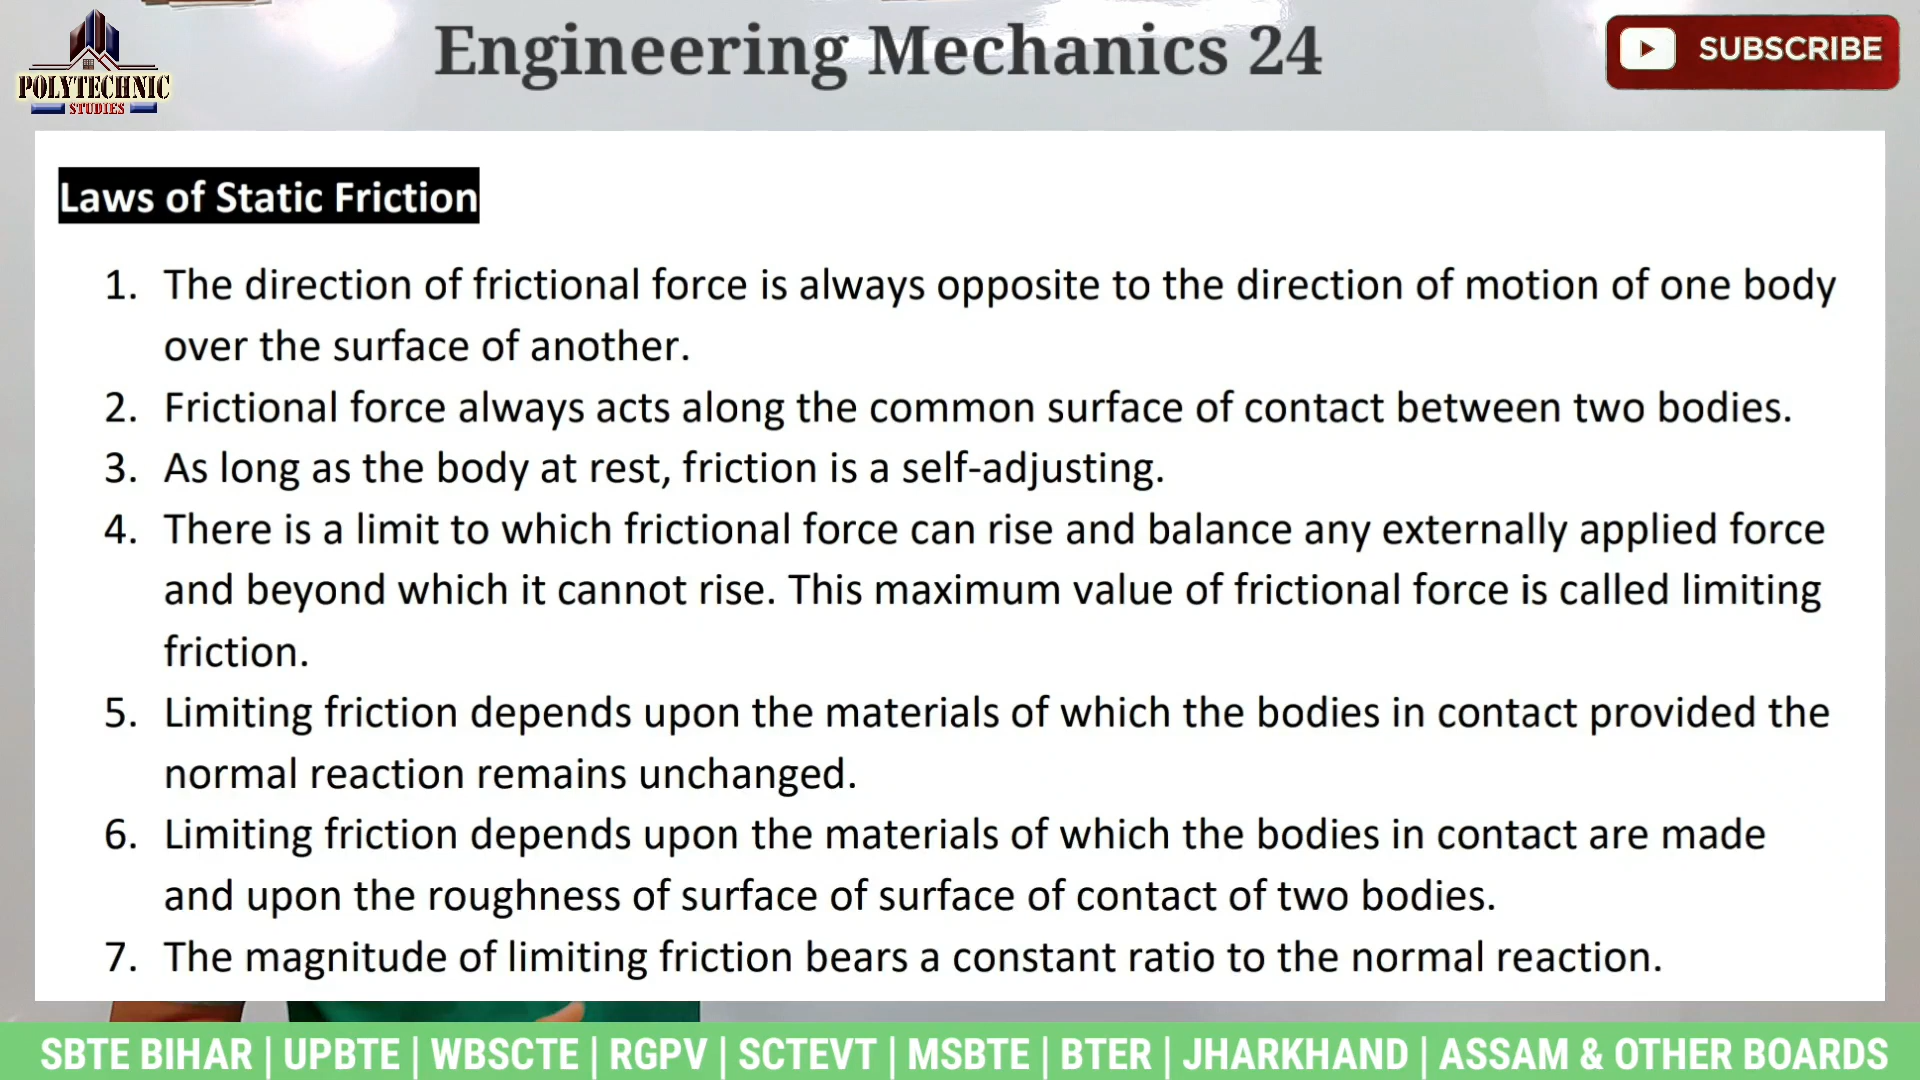 POLYTECHNIC
STUDIES
Engineering Mechanics 24
SUBSCRIBE
Laws of Static Friction
1. The direction of frictional force is always opposite to the direction of motion of one body
over the surface of another.
2. Frictional force always acts along the common surface of contact between two bodies.
3. As long as the body at rest, friction is a self-adjusting.
4. There is a limit to which frictional force can rise and balance any externally applied force
and beyond which it cannot rise. This maximum value of frictional force is called limiting
friction.
5. Limiting friction depends upon the materials of which the bodies in contact provided the
normal reaction remains unchanged.
6. Limiting friction depends upon the materials of which the bodies in contact are made
and upon the roughness of surface of surface of contact of two bodies.
7. The magnitude of limiting friction bears a constant ratio to the normal reaction.
SBTE BIHAR | UPBTE | WBSCTE | RGPV | SCTEVT | MSBTE | BTER | JHARKHAND | ASSAM & OTHER BOARDS